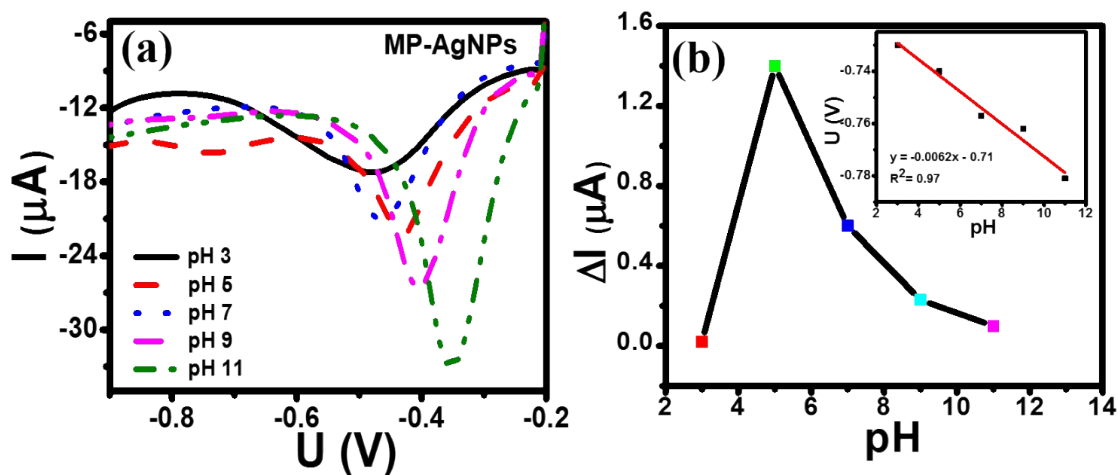 (a)
MP-AgNPs
I (μA)
-6
-12
-18
-24
-30
pH 3
pH 5
pH 7
pH 9
pH 11
-0.8
-0.6
-0.4
-0.2
U (V)
(b)
ΔI (μA)
1.6
1.2
0.8
0.4
0.0
2
4
6
8
10
12
14
pH
U (V)
-0.74
-0.76
-0.78
y = -0.0062x - 0.71
R²= 0.97
2
4
6
8
10
12
pH